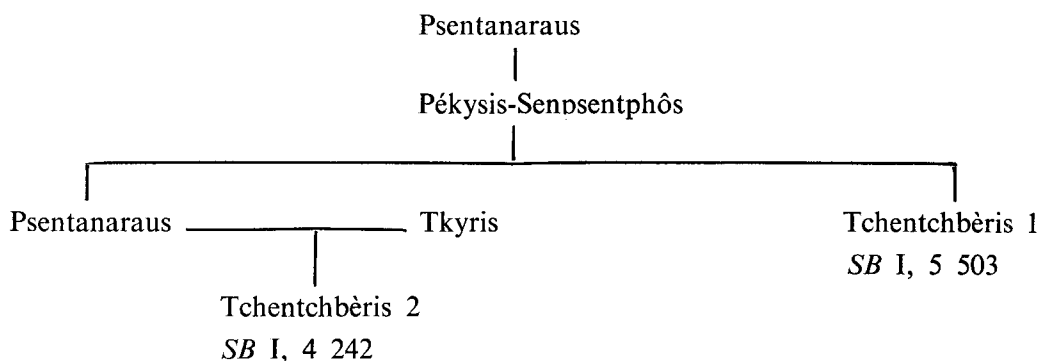 Psentanaraus
Pékysis-Senpsentphôs
Psentanaraus Tkyris Tchentchbèris 1
SB I, 5 503
Tchentchbèris 2
SB I, 4 242